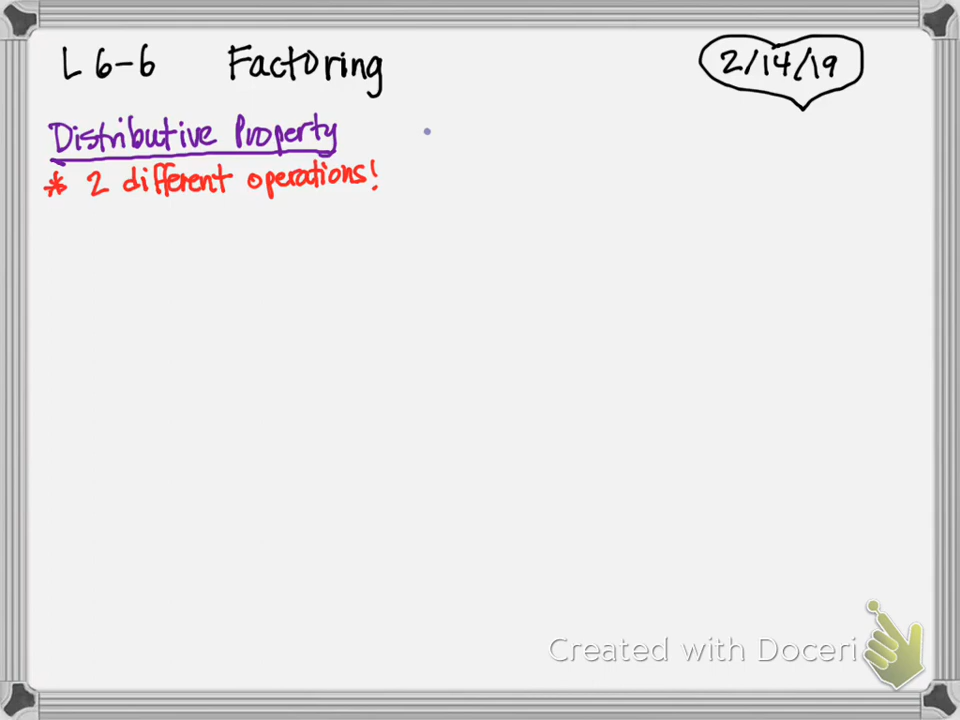 L 6-6 Factoring 2/14/19
Distributive Property
* 2 different operations!
Created with Doceri